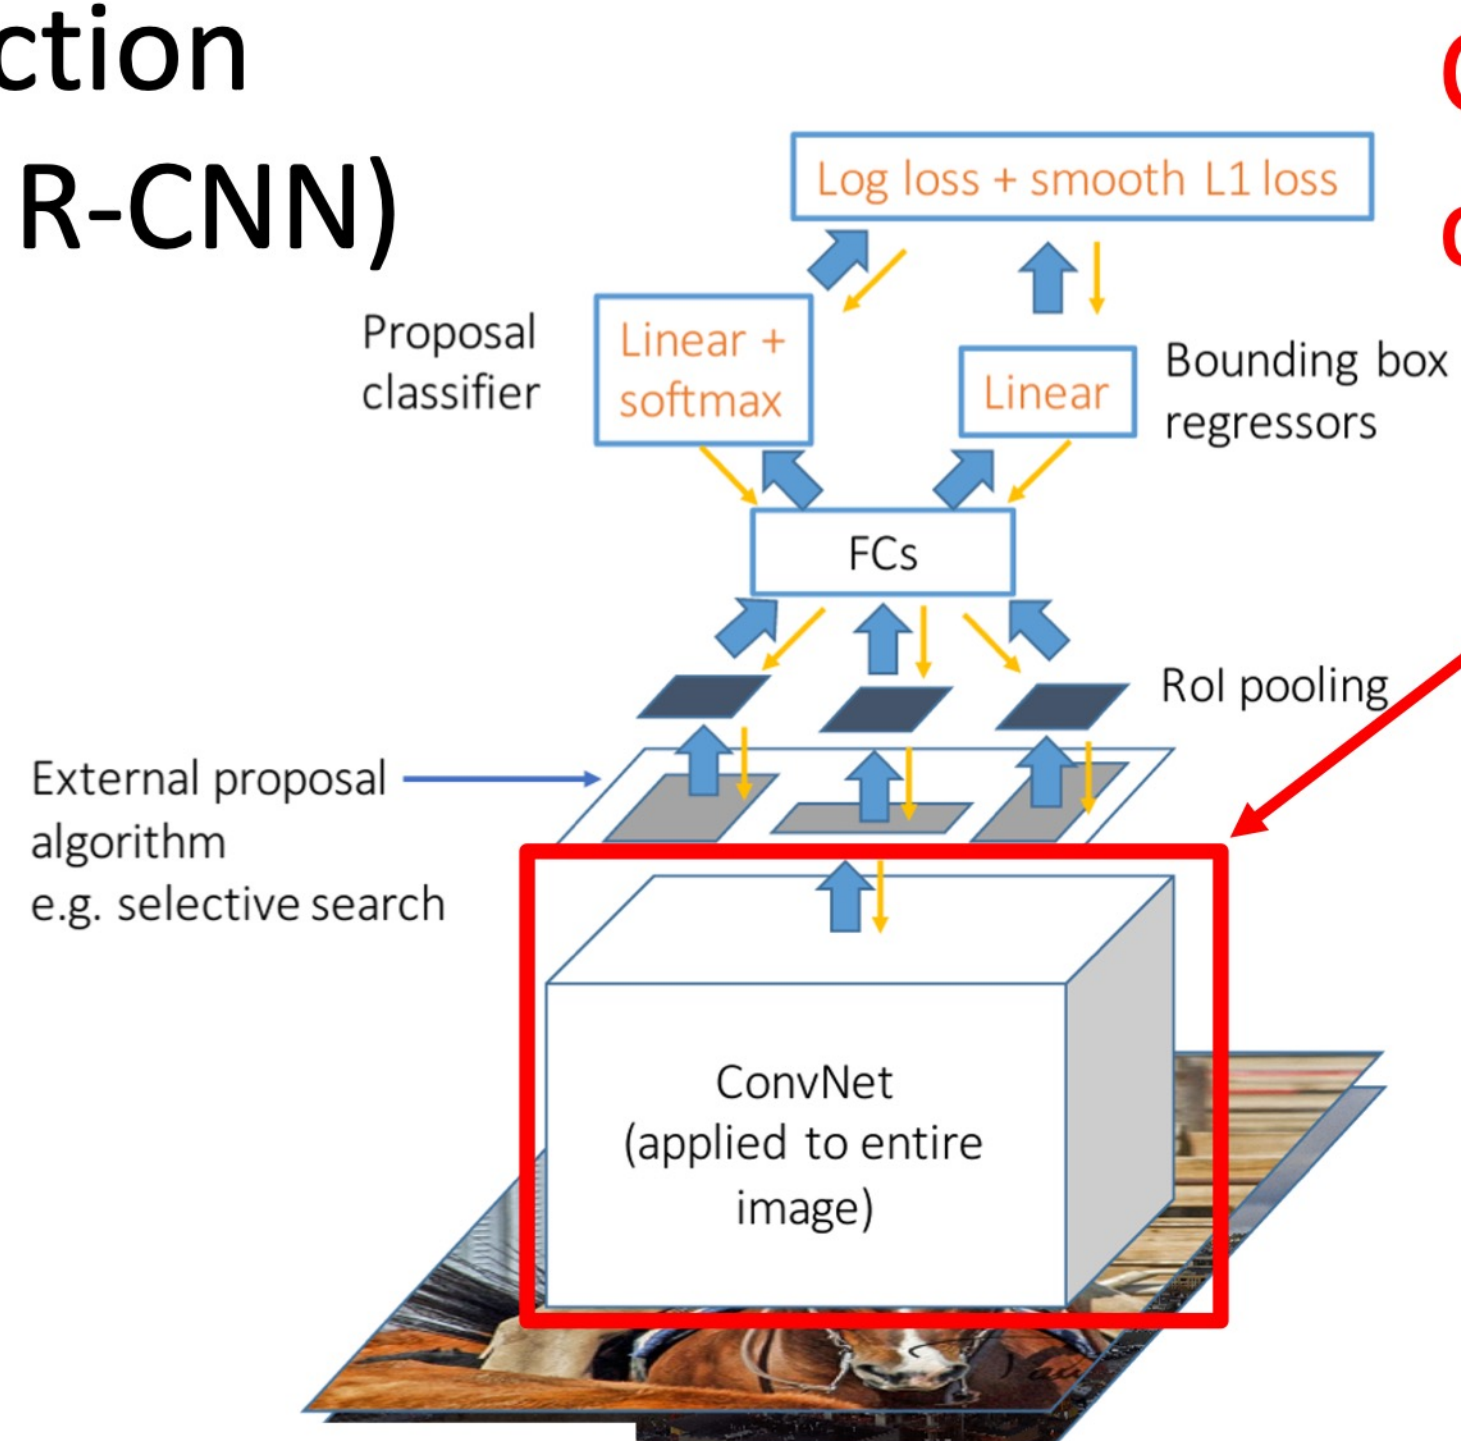 ction
R-CNN)
Log loss + smooth L1 loss
Proposal
classifier
Linear +
softmax
Linear
Bounding box
regressors
FCs
RoI pooling
External proposal
algorithm
e.g. selective search
ConvNet
(applied to entire
image)